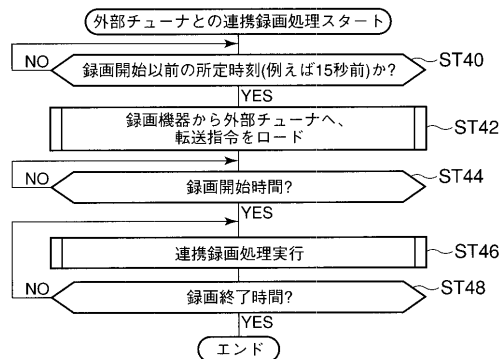 外部チューナとの連携録画処理スタート
録画開始以前の所定時刻(例えば15秒前)か?
ST40
NO
YES
録画機器から外部チューナへ、
転送指令をロード
ST42
録画開始時間?
ST44
NO
YES
連携録画処理実行
ST46
録画終了時間?
ST48
NO
YES
エンド